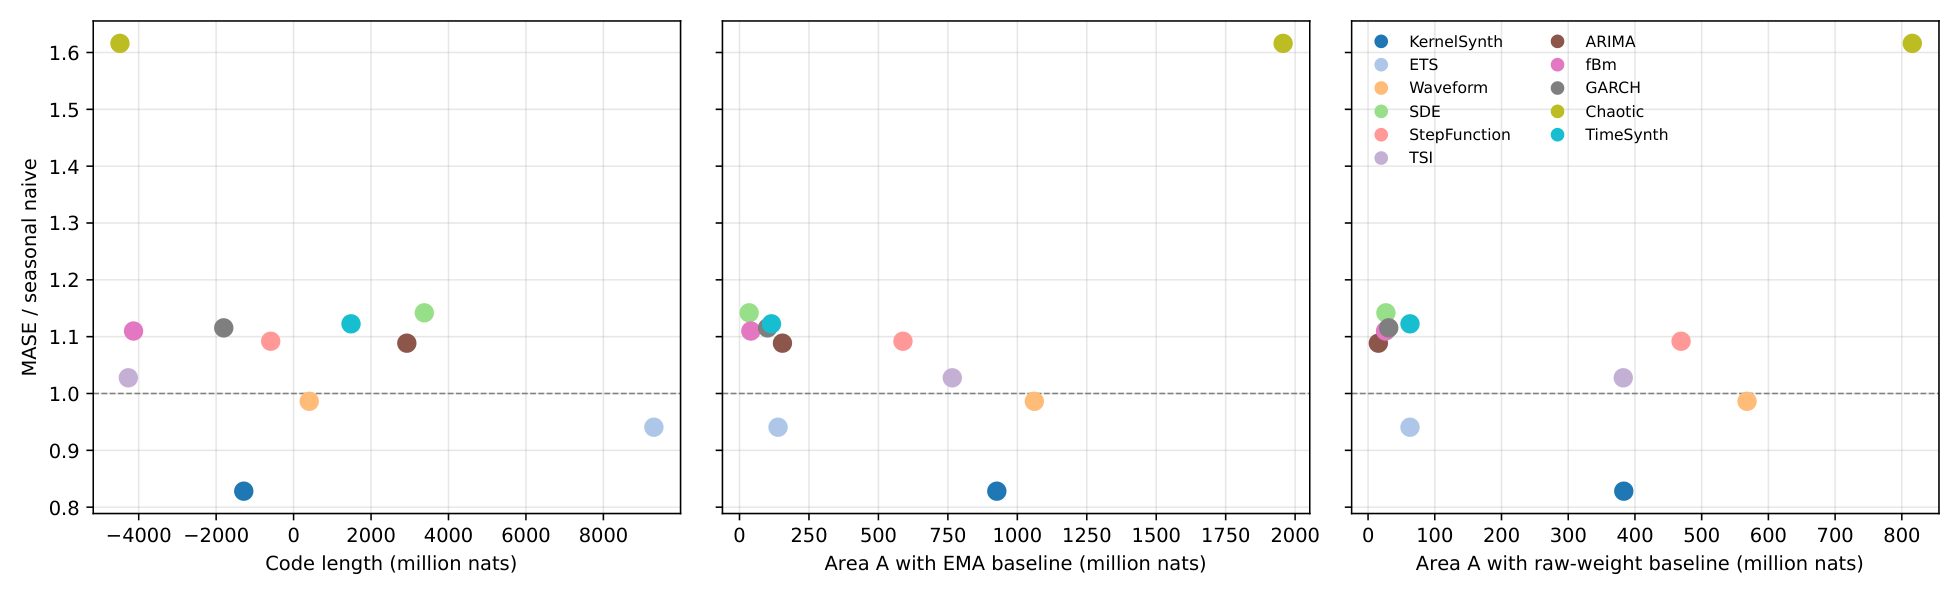 MASE / seasonal naive
1.6
1.5
1.4
1.3
1.2
1.1
1.0
0.9
0.8
−4000 −2000 0 2000 4000 6000 8000
Code length (million nats)
0 250 500 750 1000 1250 1500 1750 2000
Area A with EMA baseline (million nats)
KernelSynth
ETS
Waveform
SDE
StepFunction
TSI
ARIMA
fBm
GARCH
Chaotic
TimeSynth
0 100 200 300 400 500 600 700 800
Area A with raw-weight baseline (million nats)